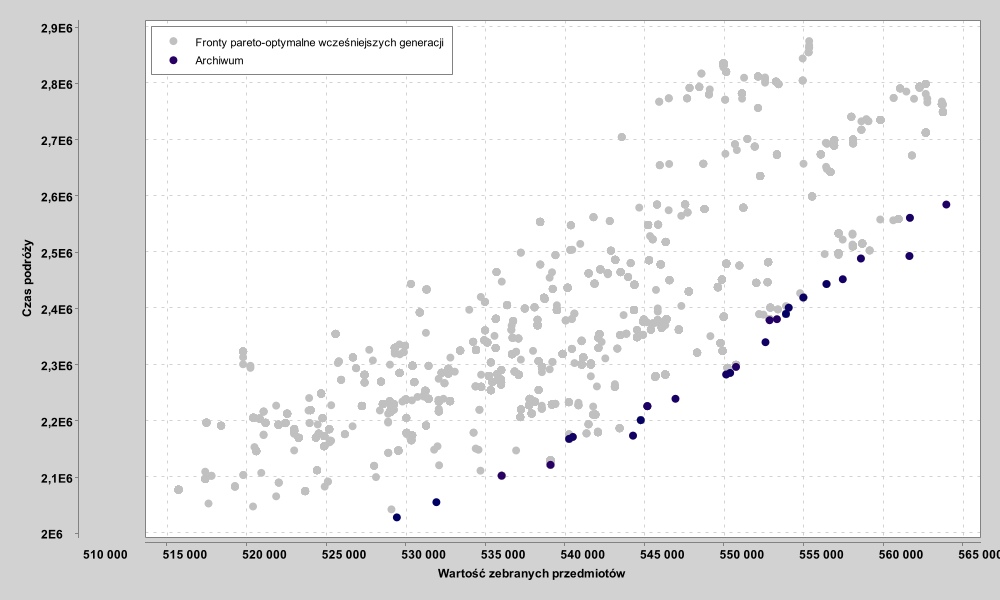 2,9E6
Fronty pareto-optymalne wcześniejszych generacji
Archiwum
2,8E6
2,7E6
2,6E6
2,5E6
2,4E6
2,3E6
2,2E6
2,1E6
2E6
Czas podróży
510 000 515 000 520 000 525 000 530 000 535 000 540 000 545 000 550 000 555 000 560 000 565 000
Wartość zebranych przedmiotów